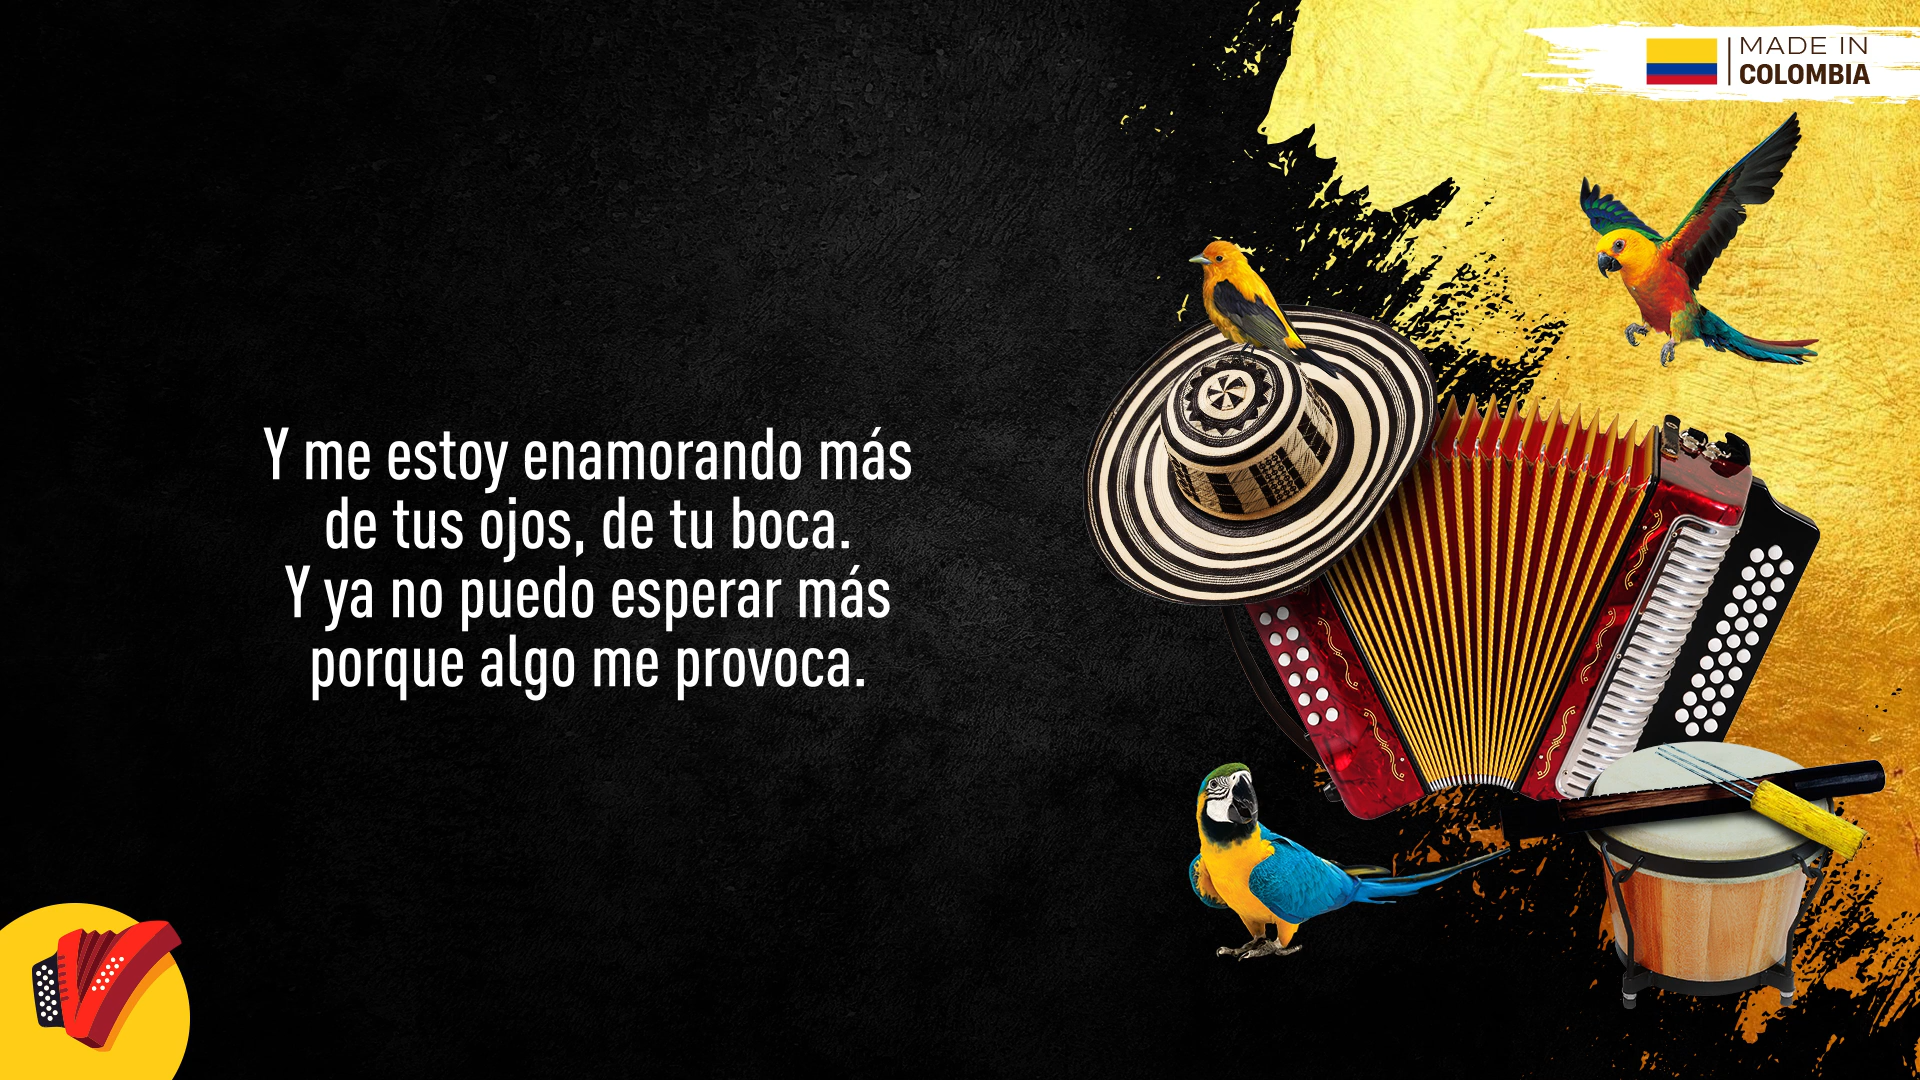 MADE IN
COLOMBIA
Y me estoy enamorando más
de tus ojos, de tu boca.
Y ya no puedo esperar más
porque algo me provoca.